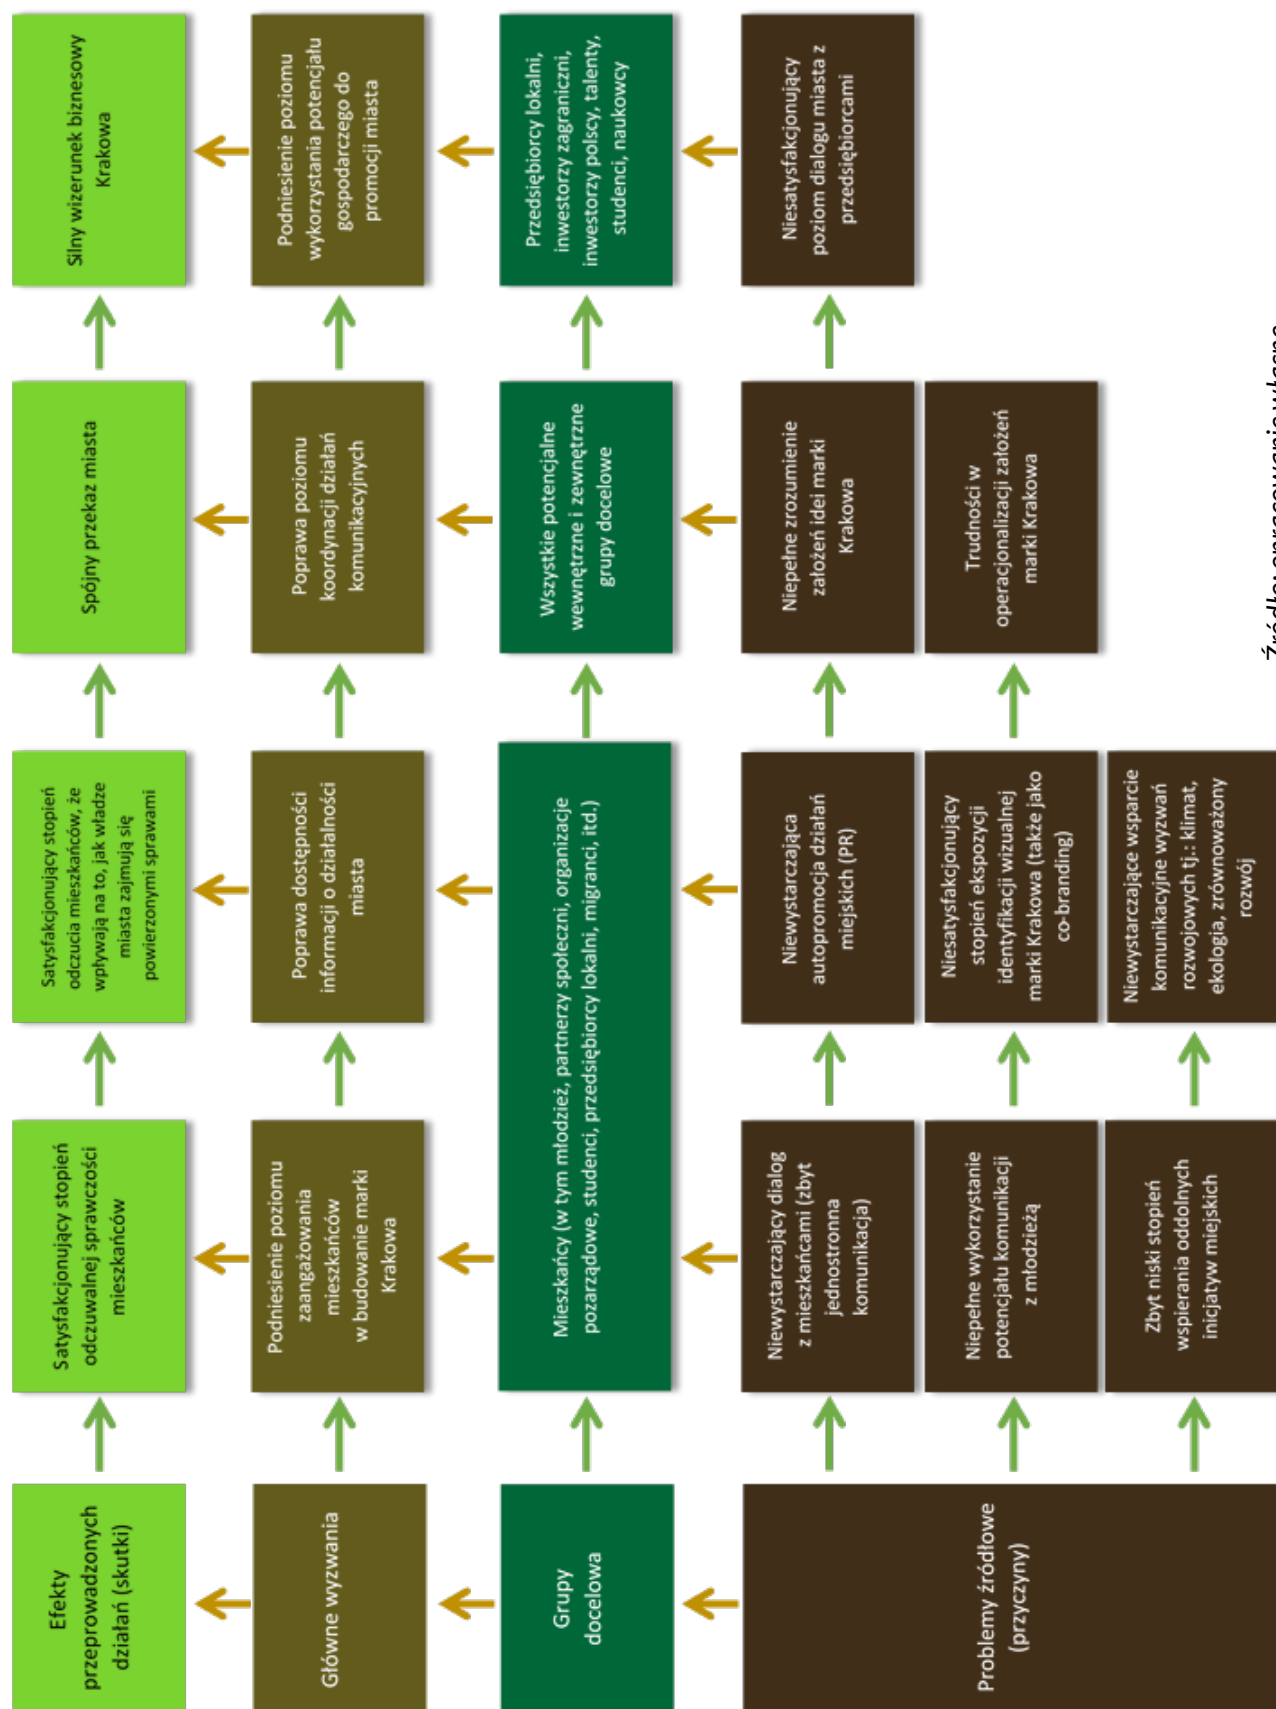 Efekty
przeprowadzonych
działań (skutki)
Satysfakcjonujący stopień
odczuwalnej sprawczości
mieszkańców
Satysfakcjonujący stopień
odczucia mieszkańców, że
wpływają na to, jak władze
miasta zajmują się
powierzonymi sprawami
Spójny przekaz miasta
Silny wizerunek biznesowy
Krakowa
Główne wyzwania
Podniesienie poziomu
zaangażowania
mieszkańców
w budowanie marki
Krakowa
Poprawa dostępności
informacji o działalności
miasta
Poprawa poziomu
koordynacji działań
komunikacyjnych
Podniesienie poziomu
wykorzystania potencjału
gospodarczego do
promocji miasta
Grupy
docelowa
Mieszkańcy (w tym młodzież, partnerzy społeczni, organizacje
pozarządowe, studenci, przedsiębiorcy lokalni, migranci, itd.)
Wszystkie potencjalne
wewnętrzne i zewnętrzne
grupy docelowe
Przedsiębiorcy lokalni,
inwestorzy zagraniczni,
inwestorzy polscy, talenty,
studenci, naukowcy
Problemy źródłowe
(przyczyny)
Niewystarczający dialog
z mieszkańcami (zbyt
jednostronna
komunikacja)
Niewystarczająca
autopromocja działań
miejskich (PR)
Niepełne zrozumienie
założeń idei marki
Krakowa
Niesatysfakcjonujący
poziom dialogu miasta z
przedsiębiorcami
Niepełne wykorzystanie
potencjału komunikacji
z młodzieżą
Niesatysfakcjonujący
stopień ekspozycji
identyfikacji wizualnej
marki Krakowa (także jako
co-branding)
Trudności w
operacjonalizacji założeń
marki Krakowa
Zbyt niski stopień
wspierania oddolnych
inicjatyw miejskich
Niewystarczające wsparcie
komunikacyjne wyzwań
rozwojowych tj.: klimat,
ekologia, zrównoważony
rozwój
Źródło: opracowanie własne